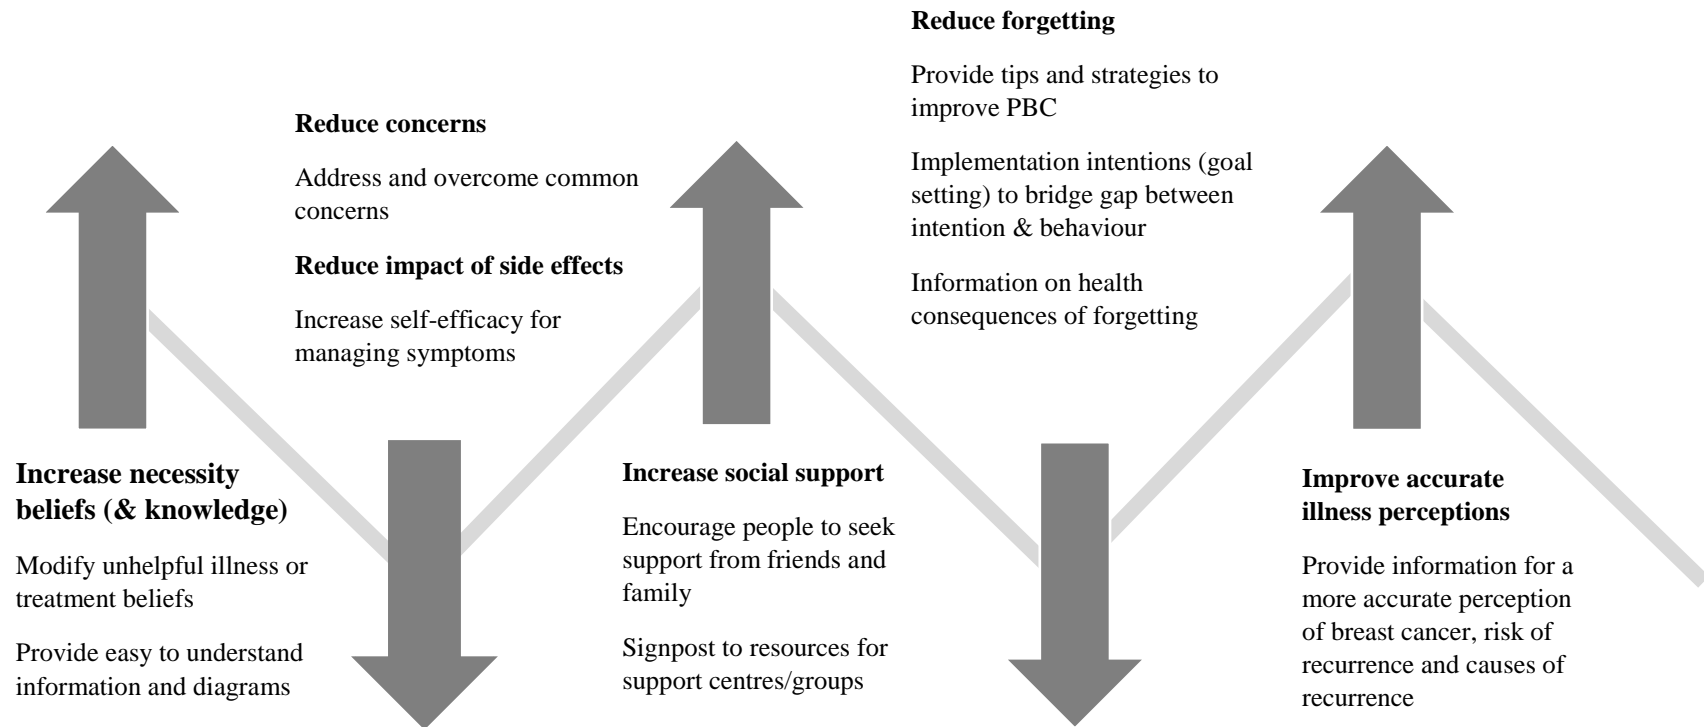 Increase necessity
beliefs (& knowledge)
Modify unhelpful illness or
treatment beliefs
Provide easy to understand
information and diagrams
Reduce concerns
Address and overcome common
concerns
Reduce impact of side effects
Increase self-efficacy for
managing symptoms
Increase social support
Encourage people to seek
support from friends and
family
Signpost to resources for
support centres/groups
Reduce forgetting
Provide tips and strategies to
improve PBC
Implementation intentions (goal
setting) to bridge gap between
intention & behaviour
Information on health
consequences of forgetting
Improve accurate
illness perceptions
Provide information for a
more accurate perception
of breast cancer, risk of
recurrence and causes of
recurrence